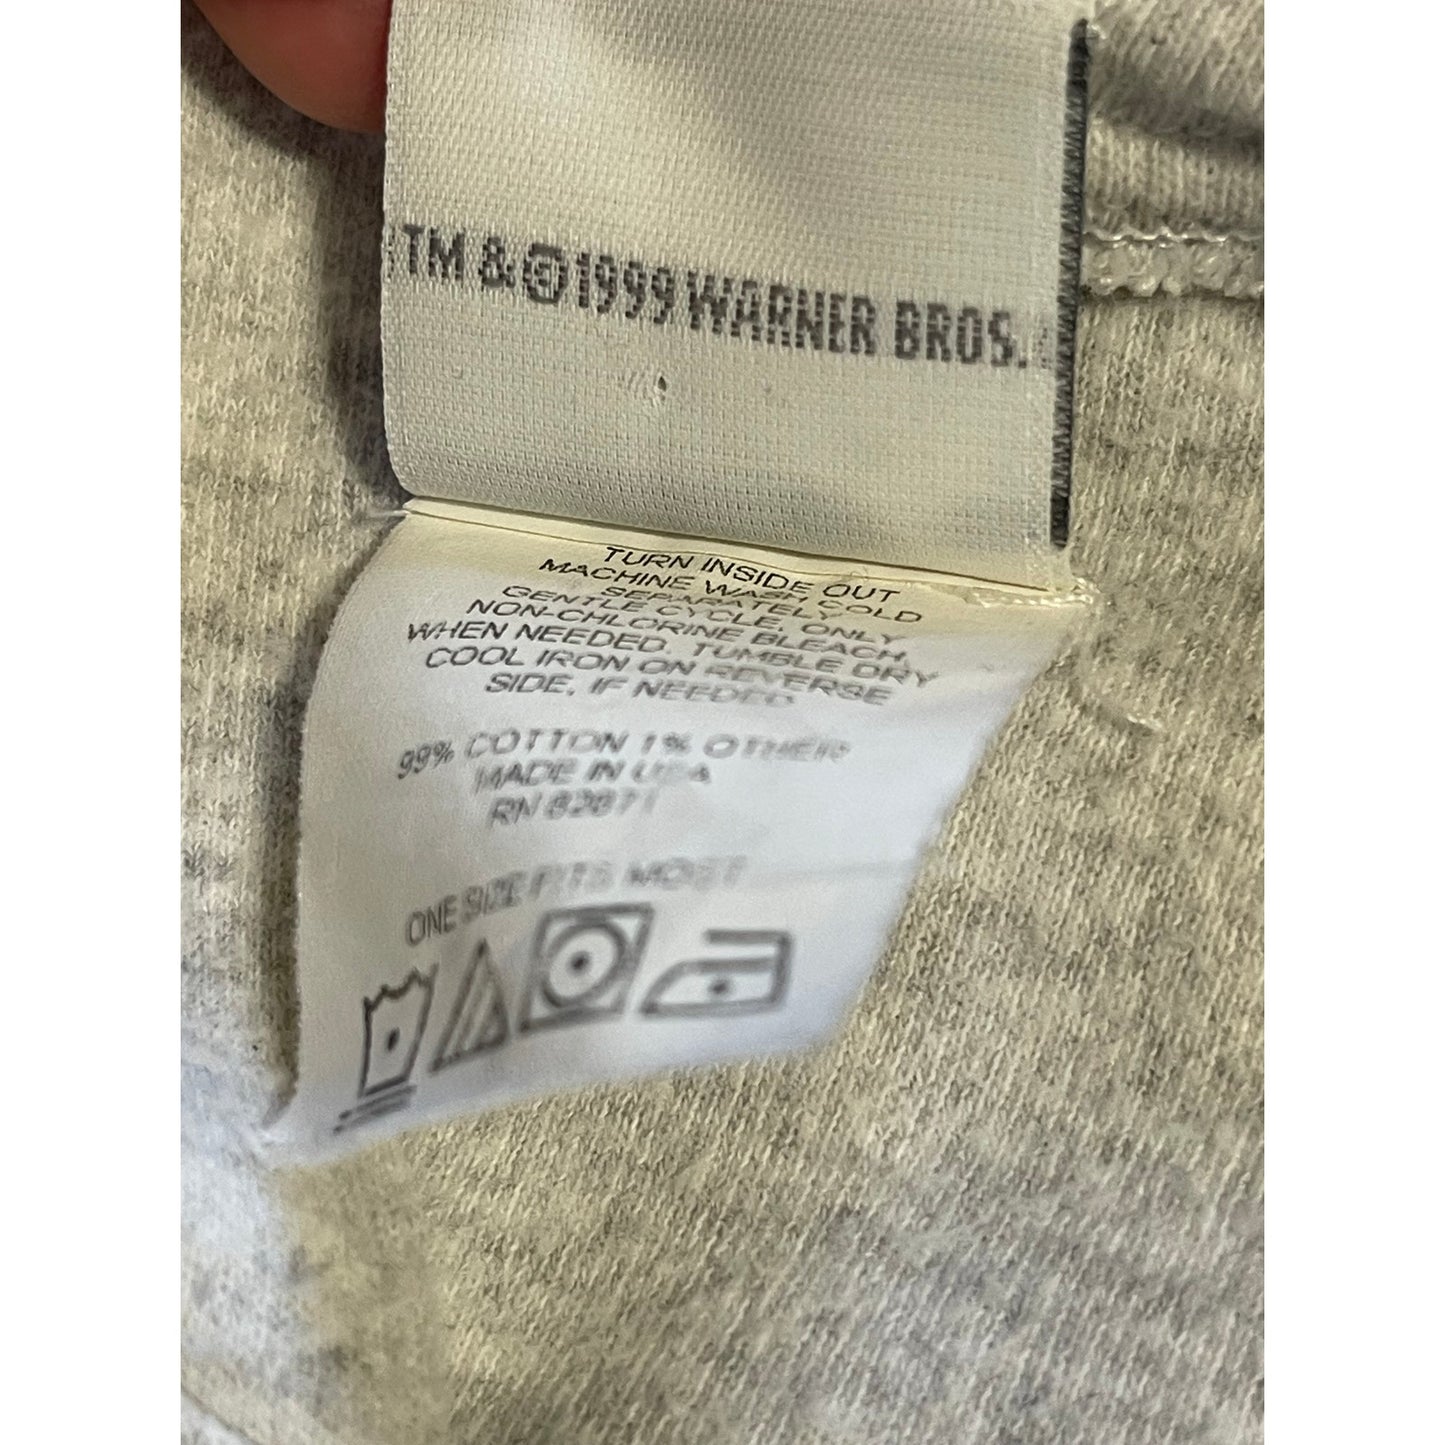 TM & © 1999 WARNER BROS.
TURN INSIDE OUT
MACHINE WASH COLD
SEPARATELY
GENTLE CYCLE. ONLY
NON-CHLORINE BLEACH,
WHEN NEEDED. TUMBLE DRY
COOL IRON ON REVERSE
SIDE, IF NEEDED
99% COTTON 1% OTHER
MADE IN USA
RN 82871
ONE SIZE FITS MOST